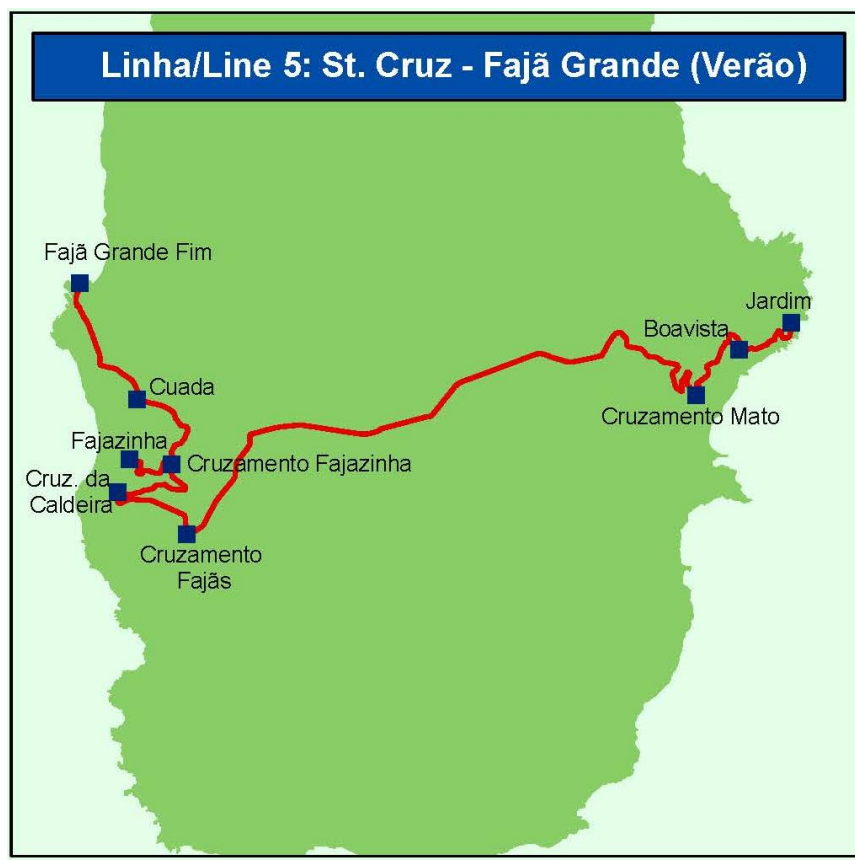 Linha/Line 5: St. Cruz - Fajã Grande (Verão)
Fajã Grande Fim
Jardim
Boavista
Cuada
Cruzamento Mato
Fajazinha
Cruzamento Fajazinha
Cruz. da
Caldeira
Cruzamento
Fajãs